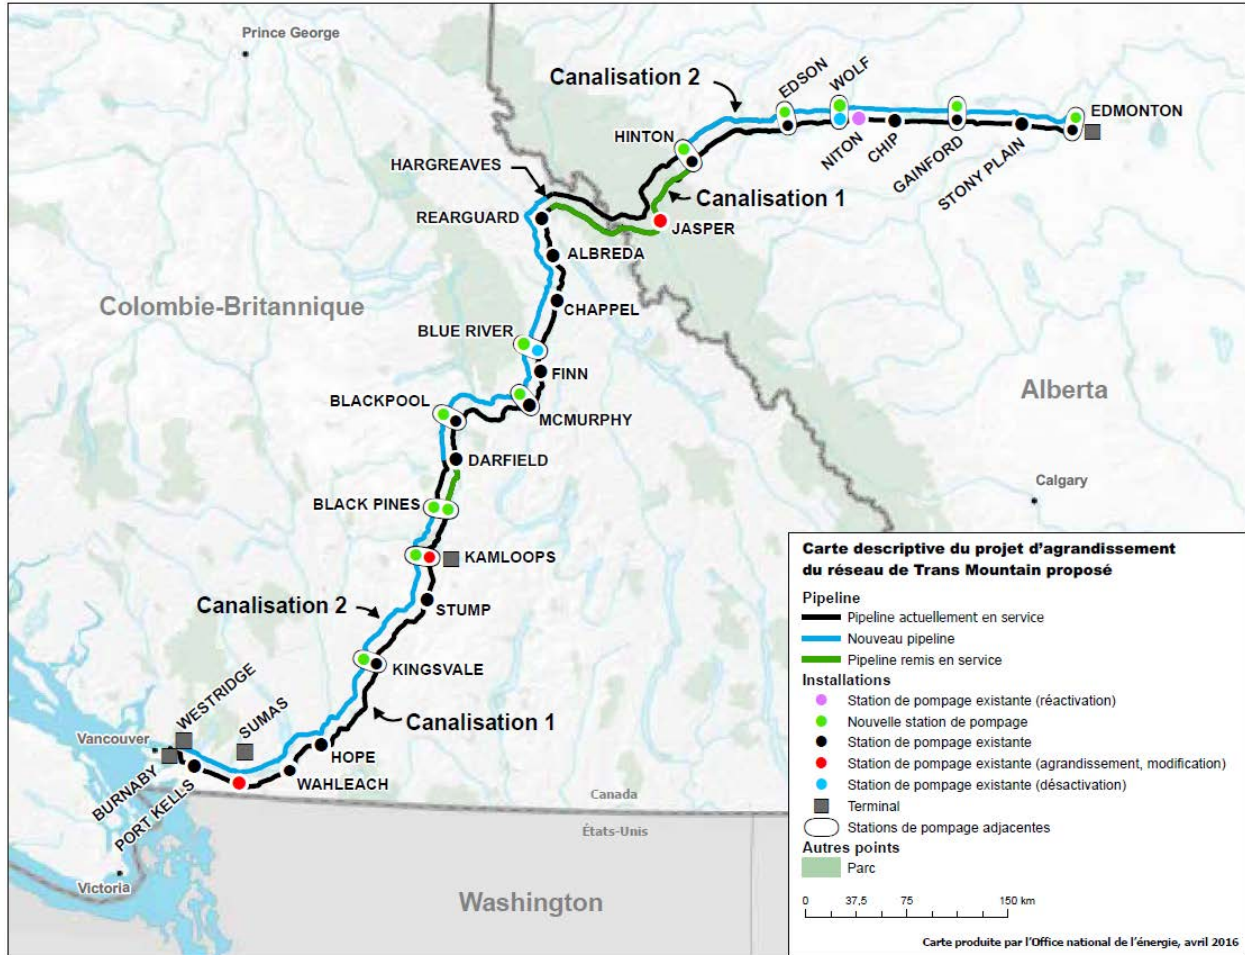 Prince George
Canalisation 2
EDSON
WOLF
EDMONTON
HINTON
NITON
CHIP
GAINFORD
STONY PLAIN
HARGREAVES
Canalisation 1
REARGUARD
JASPER
ALBREDA
Colombie-Britannique
CHAPPEL
BLUE RIVER
FINN
Alberta
BLACKPOOL
MCMURPHY
DARFIELD
Calgary
BLACK PINES
KAMLOOPS
Canalisation 2
STUMP
KINGSVALE
WESTRIDGE
SUMAS
Canalisation 1
Vancouver
HOPE
BURNABY
WAHLEACH
PORT KELLS
Canada
États-Unis
Victoria
Washington
Carte descriptive du projet d'agrandissement
du réseau de Trans Mountain proposé
Pipeline
Pipeline actuellement en service
Nouveau pipeline
Pipeline remis en service
Installations
Station de pompage existante (réactivation)
Nouvelle station de pompage
Station de pompage existante
Station de pompage existante (agrandissement, modification)
Station de pompage existante (désactivation)
Terminal
Stations de pompage adjacentes
Autres points
Parc
0 37,5 75 150 km
Carte produite par l'Office national de l'énergie, avril 2016